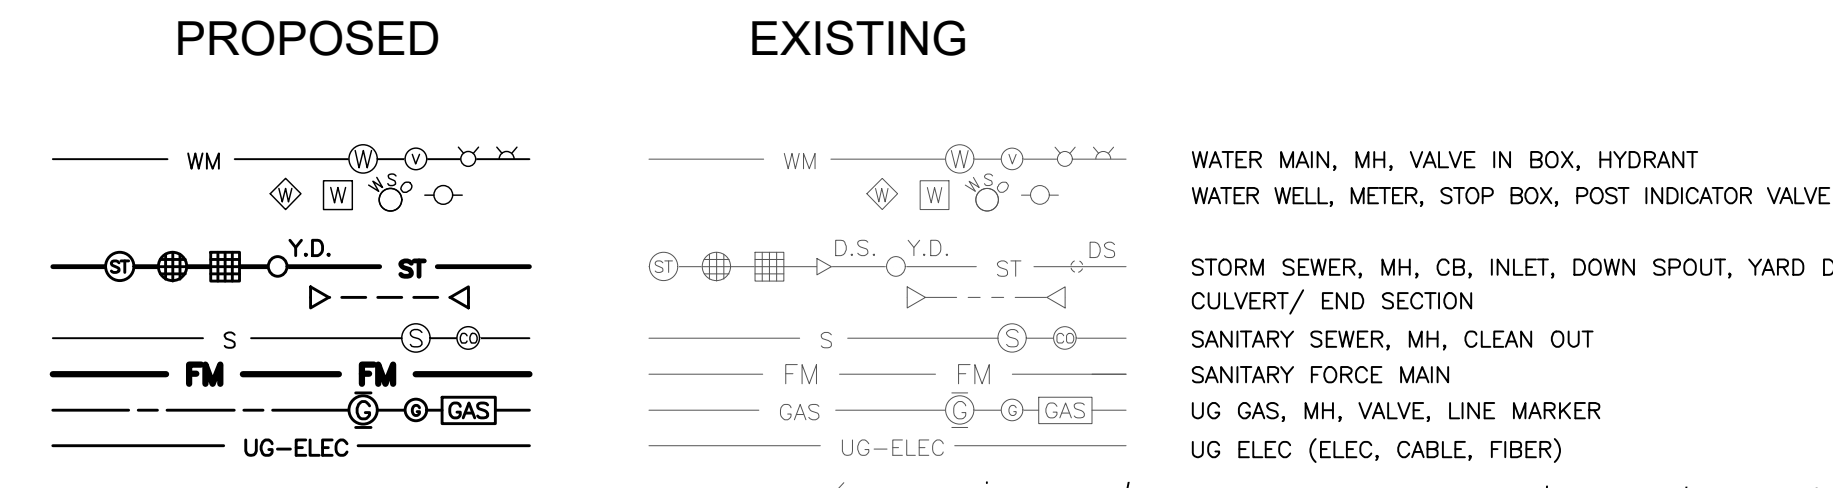 PROPOSED EXISTING
WM W V WM W V WATER MAIN, MH, VALVE IN BOX, HYDRANT
W W WSO W W WSO WATER WELL, METER, STOP BOX, POST INDICATOR VALVE
Y.D. D.S. Y.D. DS
ST ST ST ST STORM SEWER, MH, CB, INLET, DOWN SPOUT, YARD
CULVERT/ END SECTION
S S CO S S CO SANITARY SEWER, MH, CLEAN OUT
FM FM FM FM SANITARY FORCE MAIN
G G GAS GAS G G GAS UG GAS, MH, VALVE, LINE MARKER
UG-ELEC UG-ELEC UG ELEC (ELEC, CABLE, FIBER)